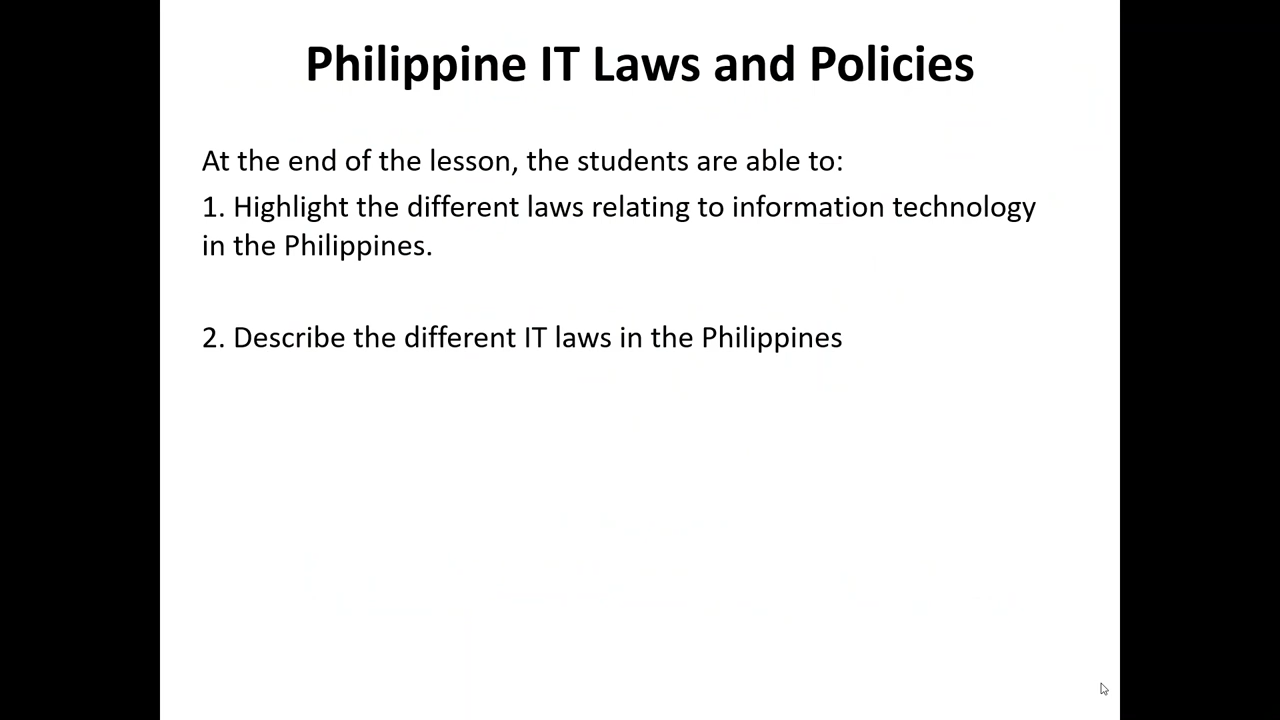 Philippine IT Laws and Policies
At the end of the lesson, the students are able to:
1. Highlight the different laws relating to information technology
in the Philippines.
2. Describe the different IT laws in the Philippines